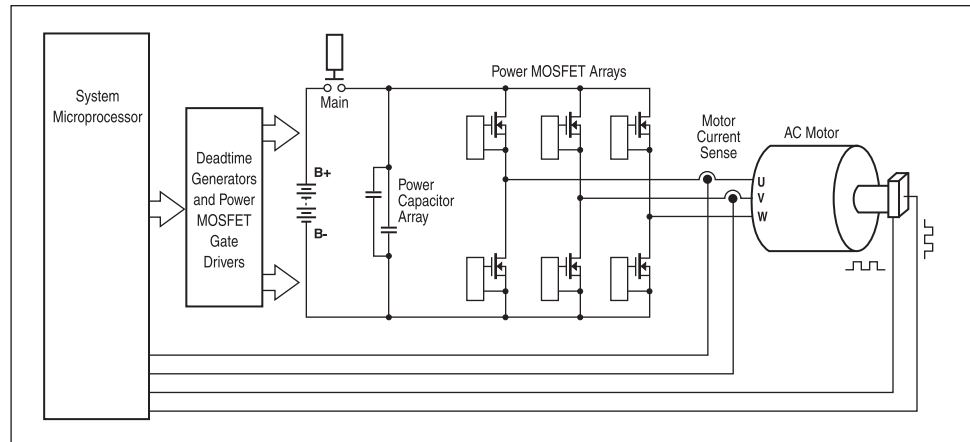 System
Microprocessor
Deadtime
Generators
and Power
MOSFET
Gate
Drivers
Main
B+
B-
Power
Capacitor
Array
Power MOSFET Arrays
Motor
Current
Sense
AC Motor
U
V
W